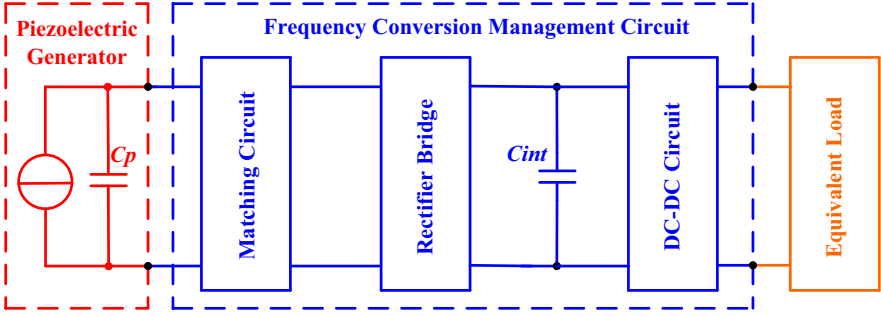 Piezoelectric
Generator
Frequency Conversion Management Circuit
Cp
Matching Circuit
Rectifier Bridge
Cint
DC-DC Circuit
Equivalent Load